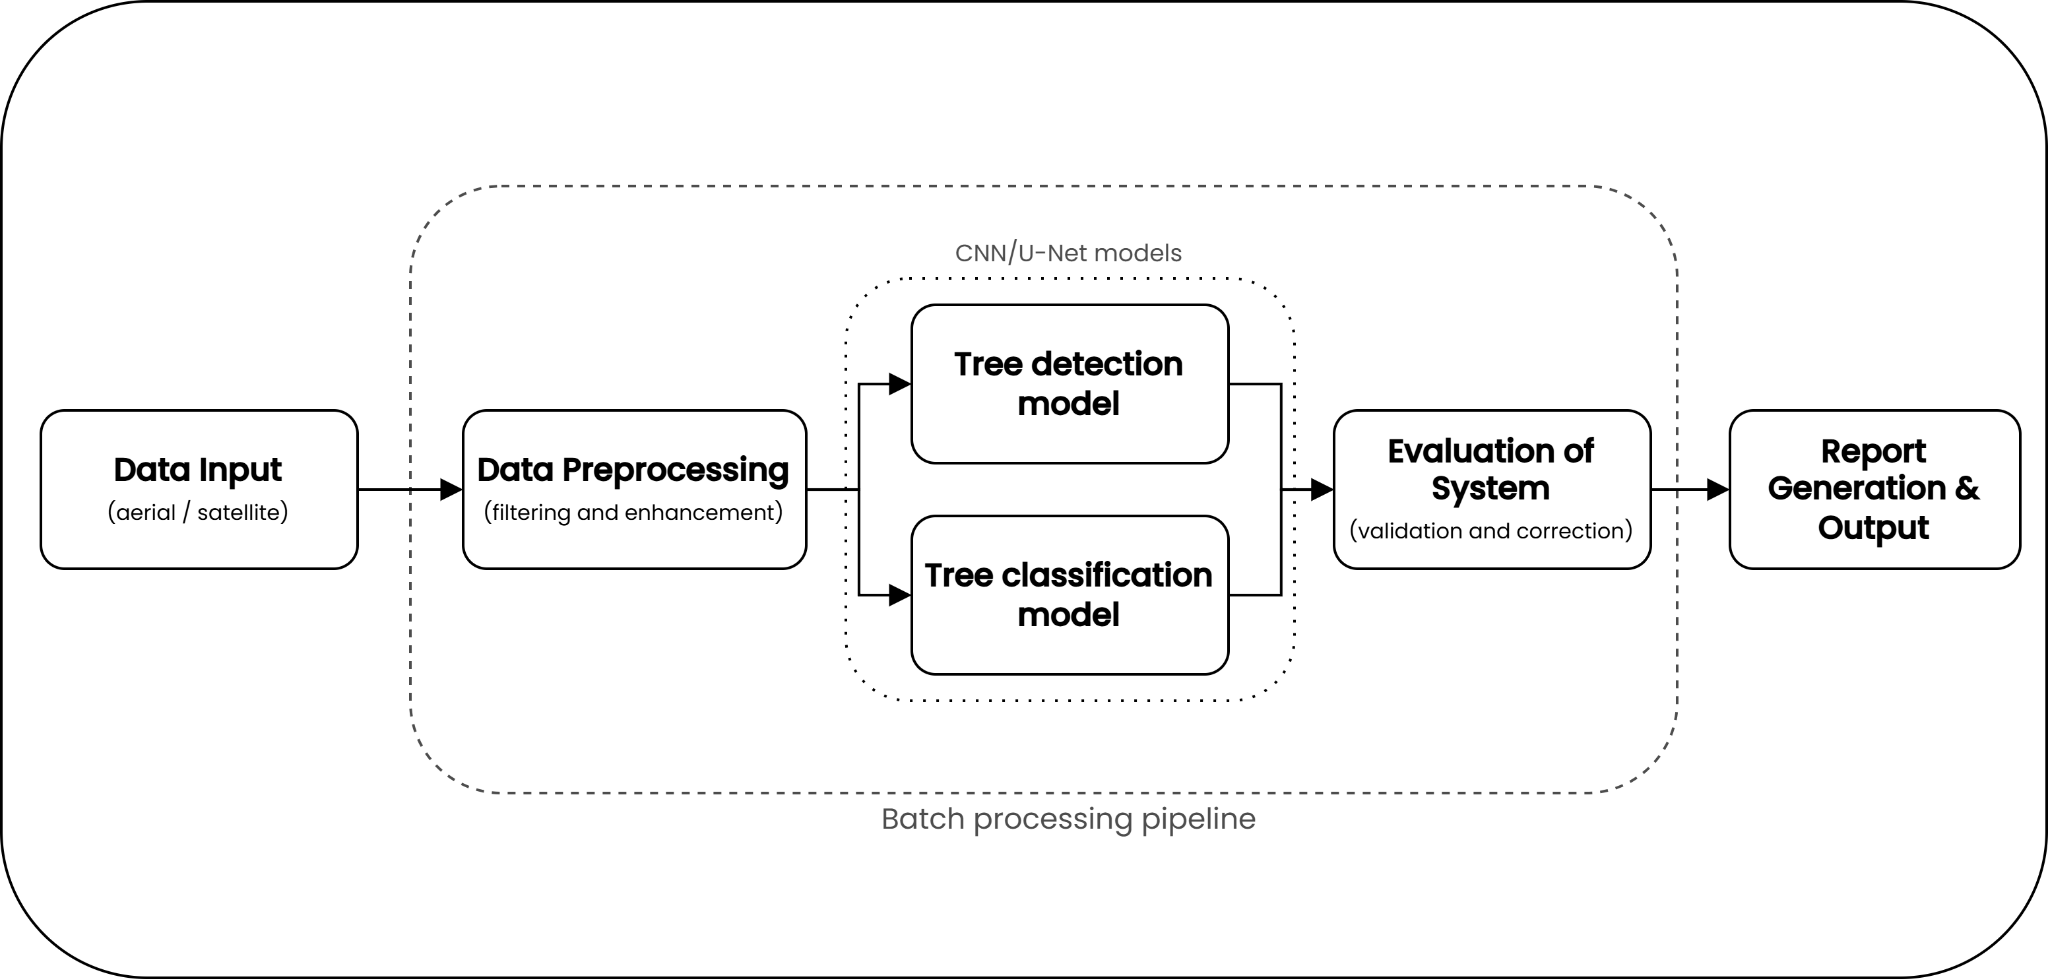 CNN/U-Net models
Data Input
(aerial / satellite)
Data Preprocessing
(filtering and enhancement)
Tree detection
model
Tree classification
model
Evaluation of
System
(validation and correction)
Report
Generation &
Output
Batch processing pipeline